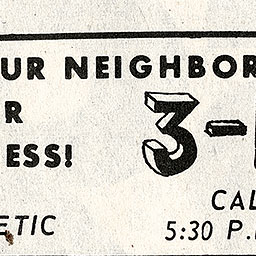 UR NEIGHBOR
R
ESS!
3-
CAL
ETIC
5:30 P.